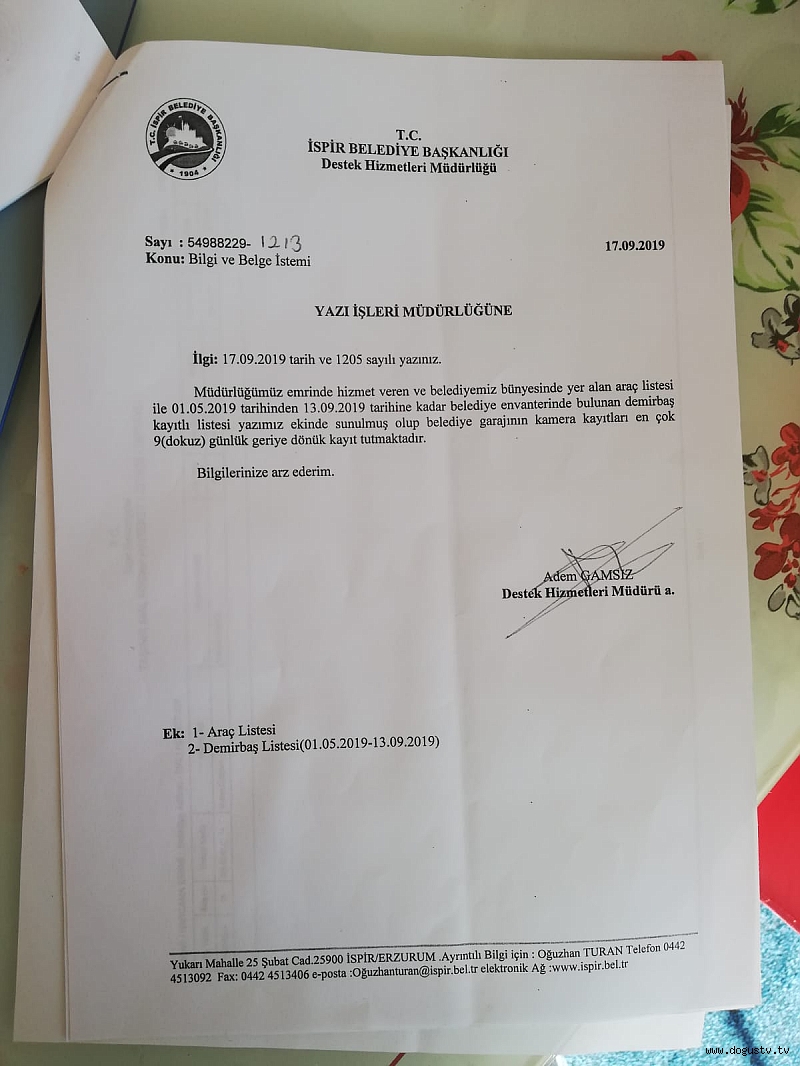 T.C. İSPİR BELEDİYE BAŞKANLIĞI
1904
T.C.
İSPİR BELEDİYE BAŞKANLIĞI
Destek Hizmetleri Müdürlüğü
Sayı : 54988229- 1213
17.09.2019
Konu: Bilgi ve Belge İstemi
YAZI İŞLERİ MÜDÜRLÜĞÜNE
İlgi: 17.09.2019 tarih ve 1205 sayılı yazınız.
Müdürlüğümüz emrinde hizmet veren ve belediyemiz bünyesinde yer alan araç listesi
ile 01.05.2019 tarihinden 13.09.2019 tarihine kadar belediye envanterinde bulunan demirbaş
kayıtlı listesi yazımız ekinde sunulmuş olup belediye garajının kamera kayıtları en çok
9(dokuz) günlük geriye dönük kayıt tutmaktadır.
Bilgilerinize arz ederim.
Adem GAMSIZ
Destek Hizmetleri Müdürü a.
Ek: 1- Araç Listesi
2- Demirbaş Listesi(01.05.2019-13.09.2019)
Yukarı Mahalle 25 Şubat Cad.25900 İSPİR/ERZURUM .Ayrıntılı Bilgi için : Oğuzhan TURAN Telefon 0442
4513092 Fax: 0442 4513406 e-posta :Oğuzhanturan@ispir.bel.tr elektronik Ağ :www.ispir.bel.tr
www.dogustv.tv